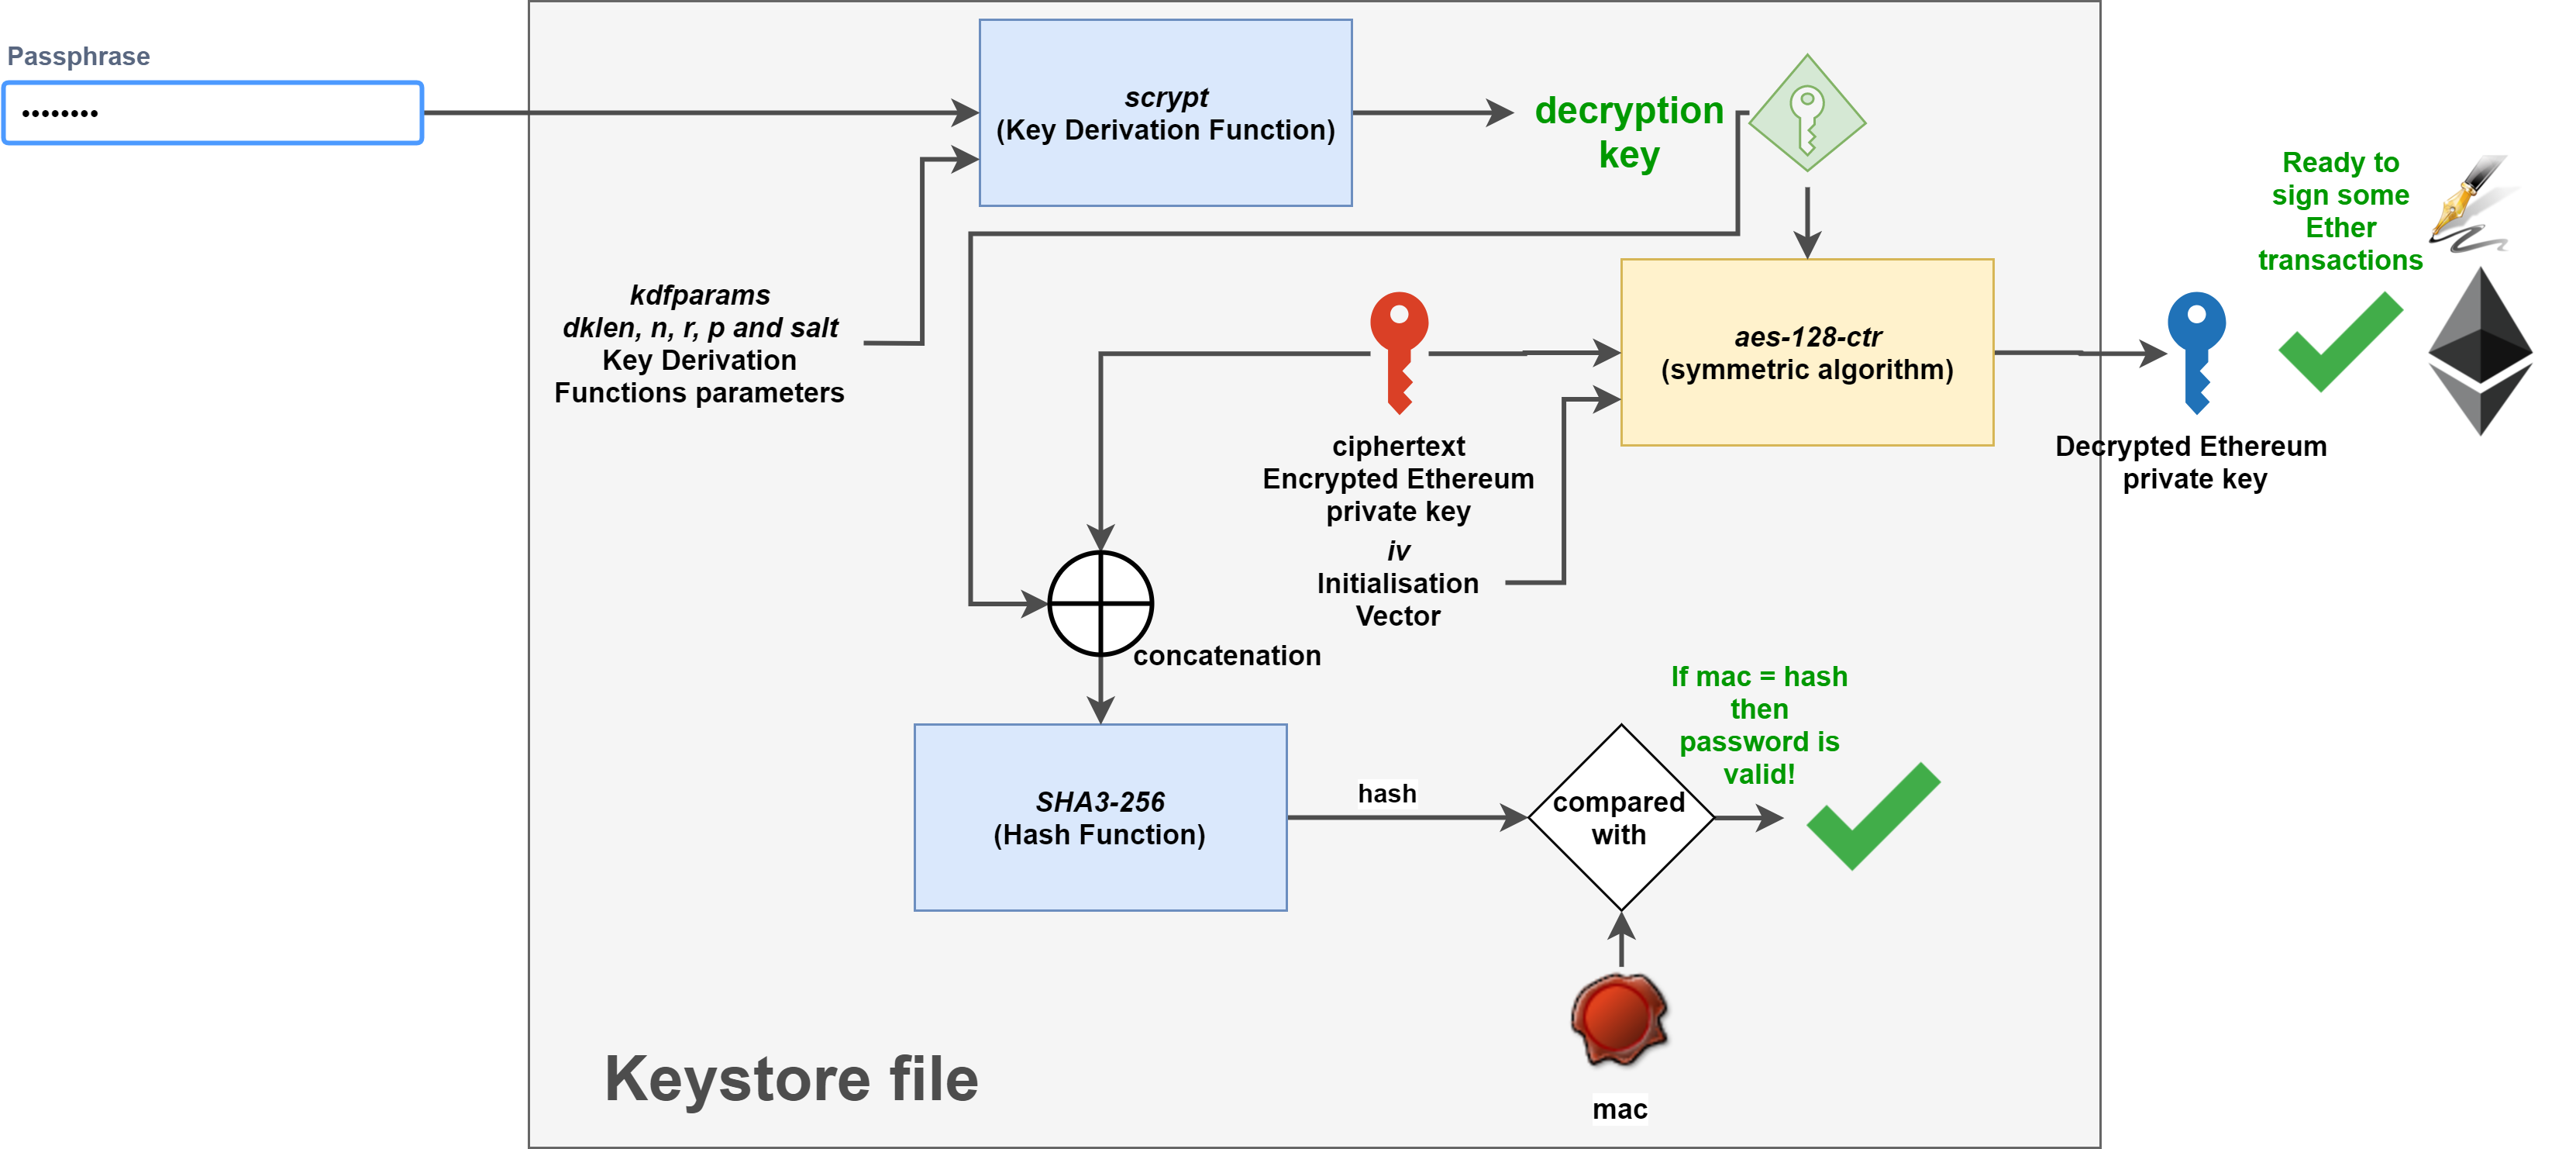 Passphrase
••••••••
scrypt
(Key Derivation Function)
decryption
key
Ready to
sign some
Ether
transactions
kdfparams
dklen, n, r, p and salt
Key Derivation
Functions parameters
aes-128-ctr
(symmetric algorithm)
ciphertext
Encrypted Ethereum
private key
iv
Initialisation
Vector
Decrypted Ethereum
private key
concatenation
If mac = hash
then
password is
valid!
SHA3-256
(Hash Function)
hash
compared
with
mac
Keystore file